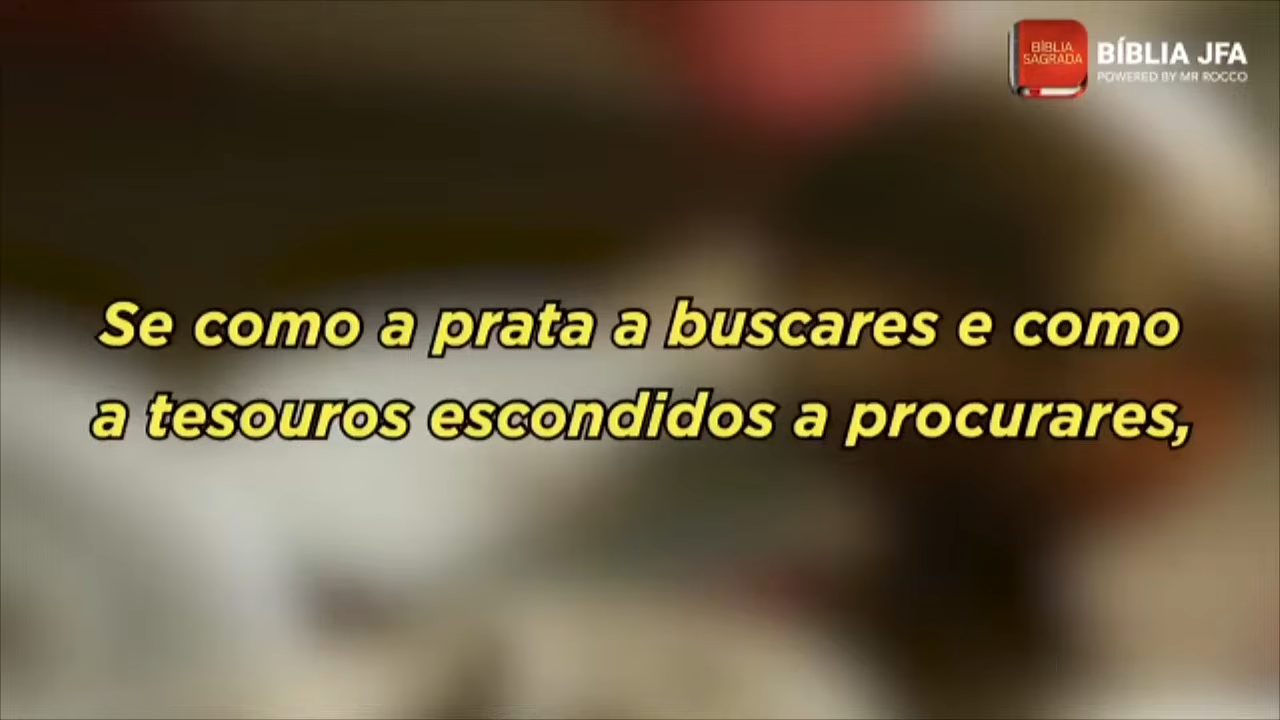 BÍBLIA
SAGRADA
BÍBLIA JFA
POWERED BY MR ROCCO
Se como a prata a buscares e como
a tesouros escondidos a procurares,